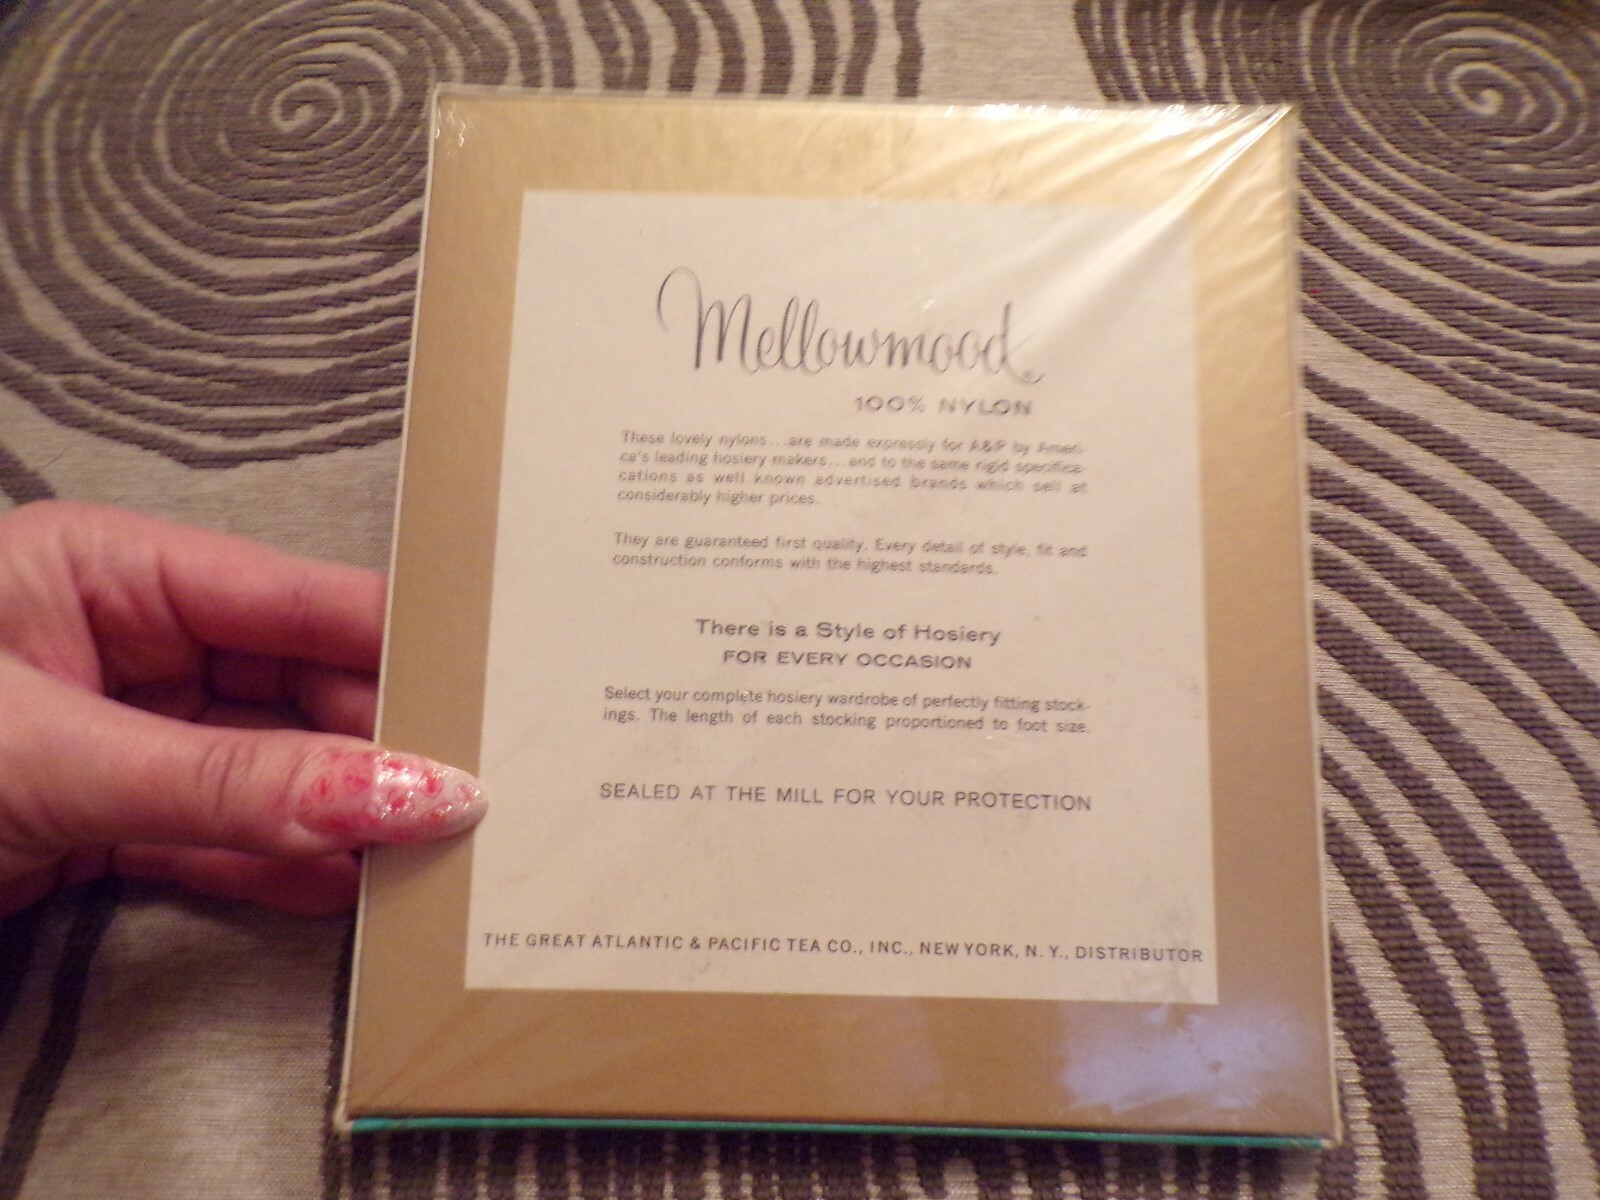 Mellowmood®
100% NYLON
These lovely nylons...are made expressly for A&P by Ameri-
ca's leading hosiery makers...and to the same rigid specifica-
cations as well known advertised brands which sell at
considerably higher prices.
They are guaranteed first quality. Every detail of style, fit and
construction conforms with the highest standards.
There is a Style of Hosiery
FOR EVERY OCCASION
Select your complete hosiery wardrobe of perfectly fitting stock-
ings. The length of each stocking proportioned to foot size.
SEALED AT THE MILL FOR YOUR PROTECTION
THE GREAT ATLANTIC & PACIFIC TEA CO., INC., NEW YORK, N. Y., DISTRIBUTOR